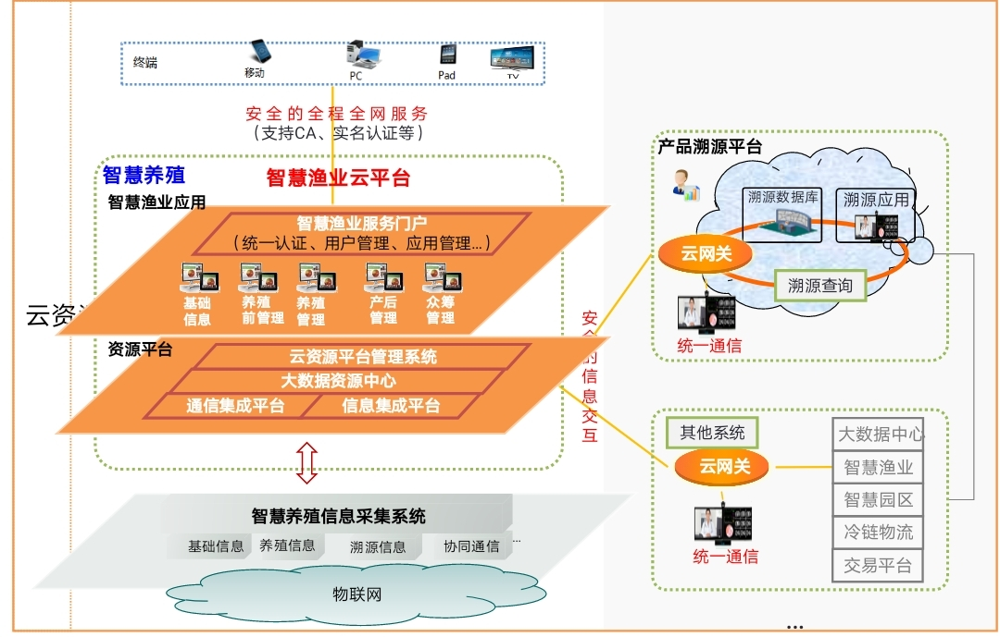 终端
移动
PC
Pad
TV
安全的全程全网服务
（支持CA、实名认证等）
智慧养殖
智慧渔业云平台
智慧渔业应用
智慧渔业服务门户
（统一认证、用户管理、应用管理...）
基础
信息
养殖
前管理
养殖
管理
产后
管理
众筹
管理
云资
资源平台
云资源平台管理系统
大数据资源中心
通信集成平台
信息集成平台
安全的信息交互
智慧养殖信息采集系统
基础信息
养殖信息
溯源信息
协同通信
...
物联网
产品溯源平台
溯源数据库
溯源应用
云网关
溯源查询
统一通信
其他系统
云网关
统一通信
大数据中心
智慧渔业
智慧园区
冷链物流
交易平台
...